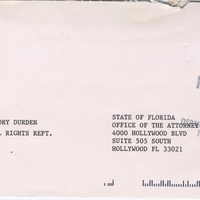 ORY DURDEN
L RIGHTS REPT.
STATE OF FLORIDA
OFFICE OF THE ATTORNEY
4000 HOLLYWOOD BLVD
SUITE 505 SOUTH
HOLLYWOOD FL 33021